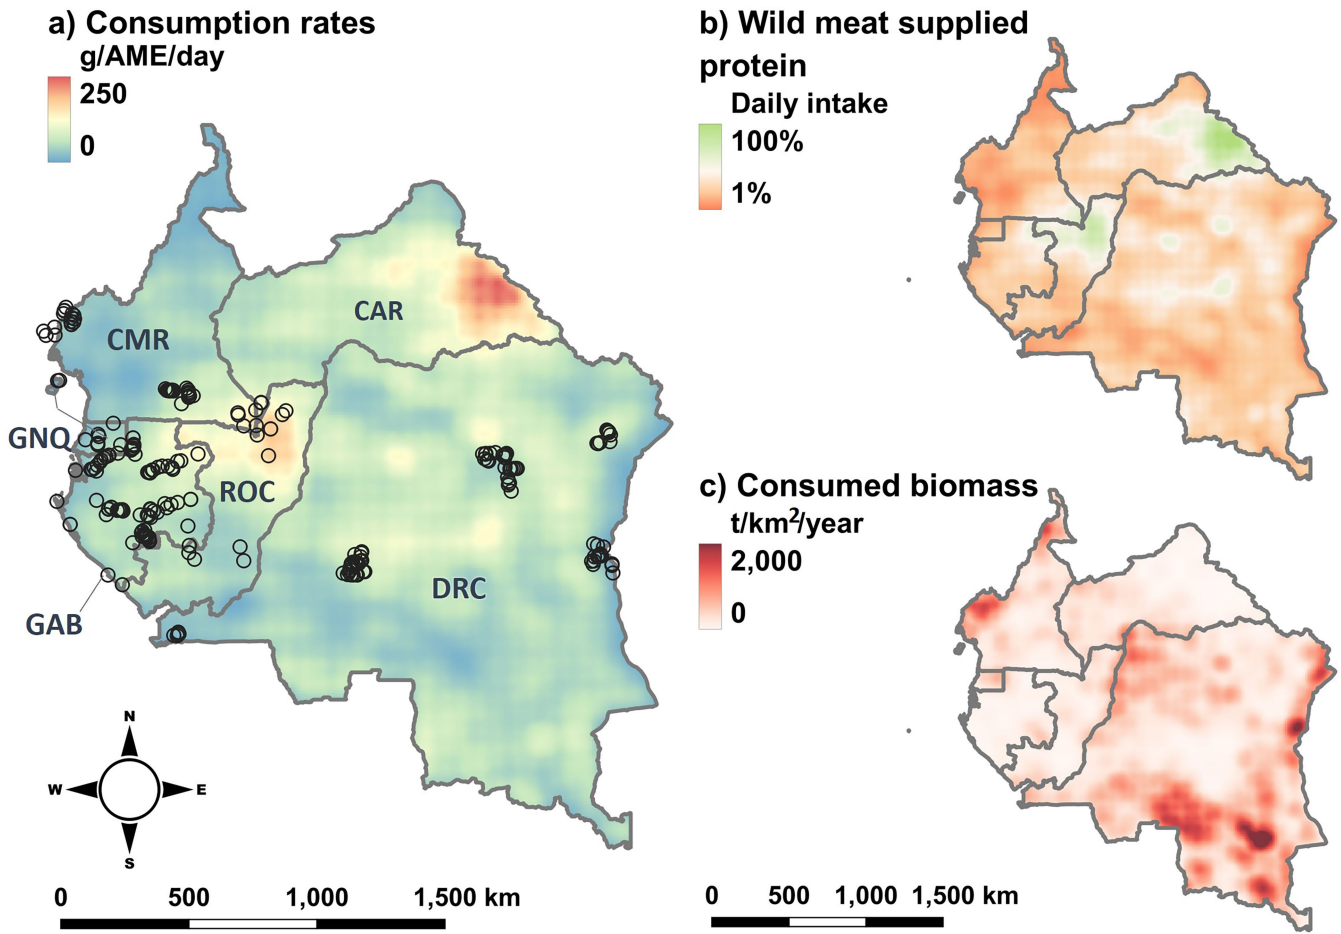 a) Consumption rates
g/AME/day
250
0
CMR
CAR
GNQ
ROC
DRC
GAB
N
W
E
S
0
500
1,000
1,500 km
b) Wild meat supplied
protein
Daily intake
100%
1%
c) Consumed biomass
t/km²/year
2,000
0
0
500
1,000
1,500 km